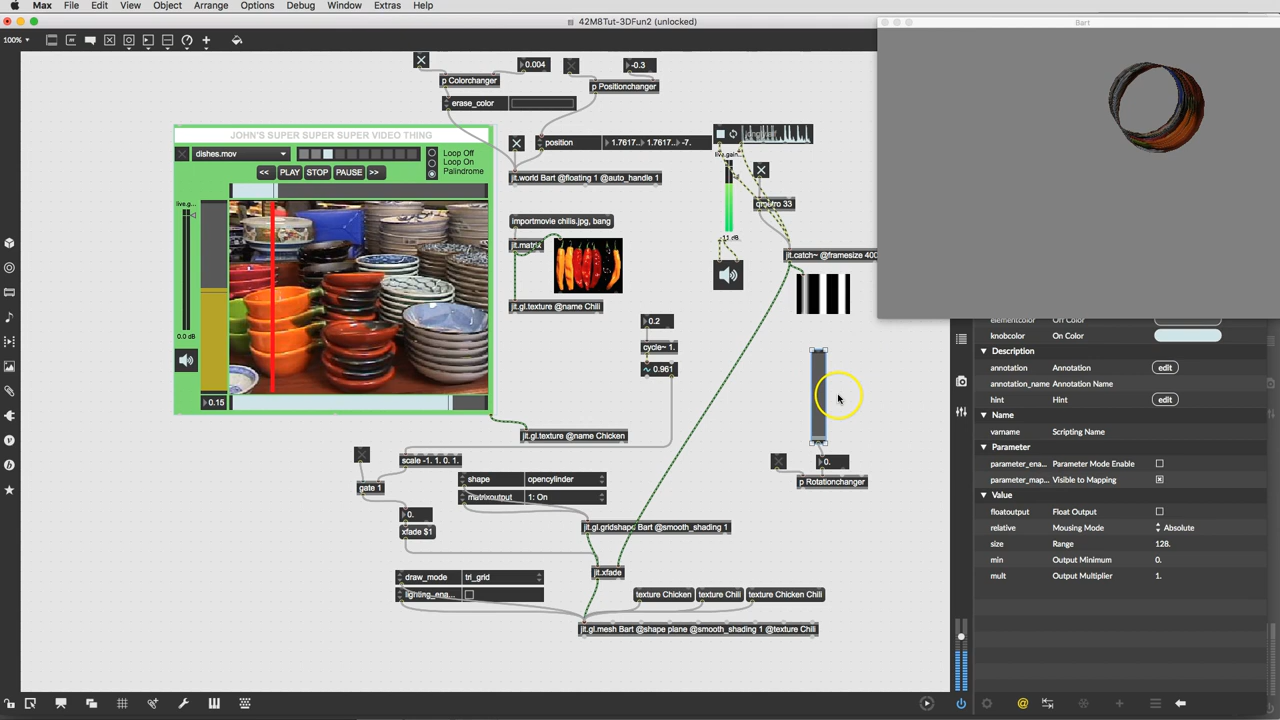 Max File Edit View Object Arrange Options Debug Window Extras Help
42M8Tut-3DFun2 (unlocked)
100%
Bart
0.004
-0.3
p Colorchanger
p Positionchanger
erase_color
JOHN'S SUPER SUPER SUPER VIDEO THING
dishes.mov
Loop Off
Loop On
Palindrome
<< PLAY STOP PAUSE >>
live.g...
0.0 dB
0.15
position 1.7617.. 1.7617.. -7.
jit.world Bart @floating 1 @auto_handle 1
live.gain...
-11 dB
qmetro 33
importmovie chilis.jpg, bang
jit.matrix
jit.catch~ @framesize 400
jit.gl.texture @name Chili
0.2
cycle~ 1.
0.961
jit.gl.texture @name Chicken
scale -1. 1. 0. 1.
gate 1
0.
xfade $1
shape opencylinder
matrixoutput 1: On
0.
p Rotationchanger
jit.gl.gridshape Bart @smooth_shading 1
jit.xfade
draw_mode tri_grid
lighting_ena...
texture Chicken texture Chili texture Chicken Chili
jit.gl.mesh Bart @shape plane @smooth_shading 1 @texture Chili
elementcolor Off Color
knobcolor On Color
Description
annotation Annotation edit
annotation_name Annotation Name
hint Hint edit
Name
varname Scripting Name
Parameter
parameter_ena... Parameter Mode Enable
parameter_map... Visible to Mapping
Value
floatoutput Float Output
relative Mousing Mode Absolute
size Range 128.
min Output Minimum 0.
mult Output Multiplier 1.